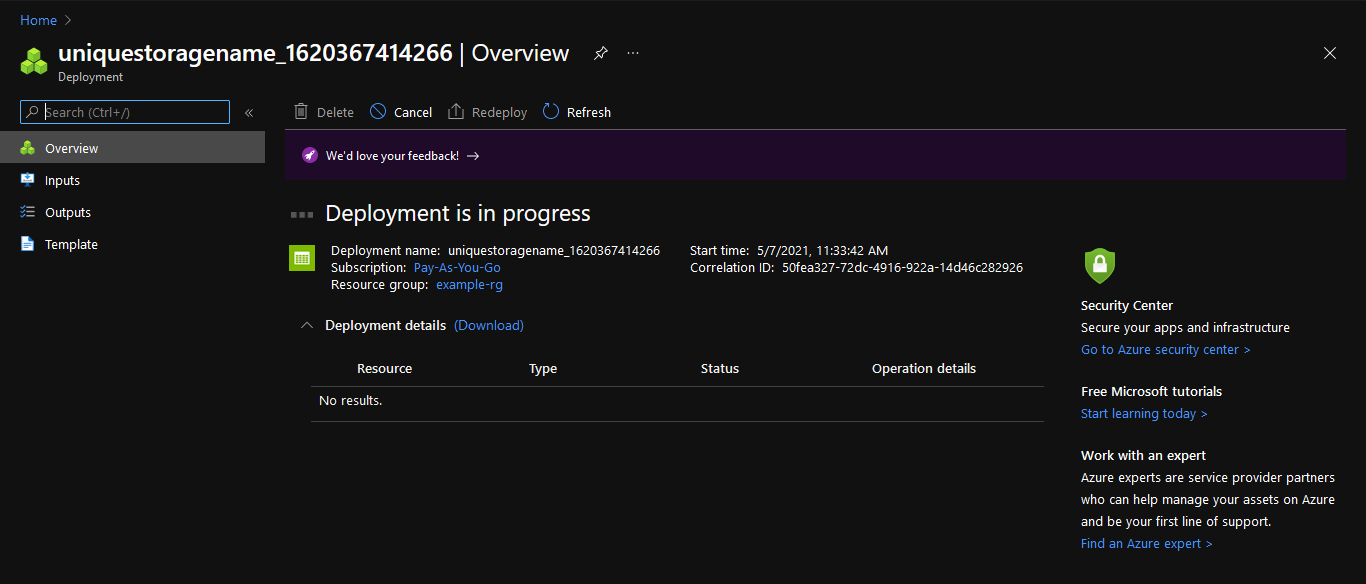 Home
uniquestoragename_1620367414266 | Overview
Deployment
Search (Ctrl+/)
Delete
Cancel
Redeploy
Refresh
Overview
Inputs
Outputs
Template
We'd love your feedback! →
Deployment is in progress
Deployment name: uniquestoragename_1620367414266
Subscription: Pay-As-You-Go
Resource group: example-rg
Start time: 5/7/2021, 11:33:42 AM
Correlation ID: 50fea327-72dc-4916-922a-14d46c282926
Deployment details (Download)
Resource Type Status Operation details
No results.
Security Center
Secure your apps and infrastructure
Go to Azure security center >
Free Microsoft tutorials
Start learning today >
Work with an expert
Azure experts are service provider partners
who can help manage your assets on Azure
and be your first line of support.
Find an Azure expert >